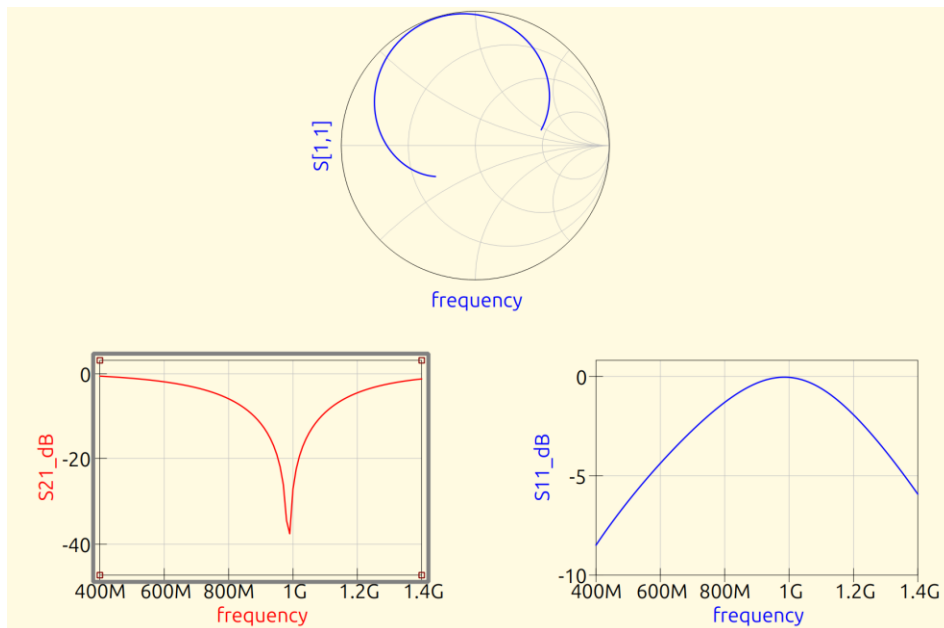 S[1,1]
frequency
0
-20
-40
S21_dB
400M 600M 800M 1G 1.2G 1.4G
frequency
0
-5
-10
S11_dB
400M 600M 800M 1G 1.2G 1.4G
frequency